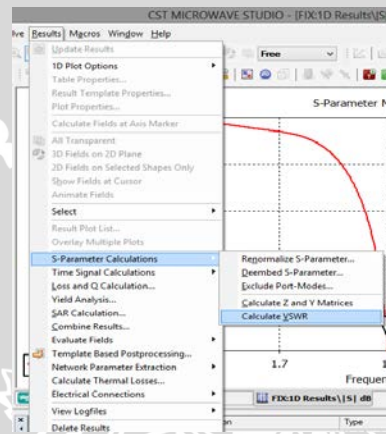 CST MICROWAVE STUDIO - [FIX:1D Results\|S
lve Results Macros Window Help
Update Results
Free
1D Plot Options
Table Properties...
Result Template Properties...
Plot Properties...
S-Parameter M
Calculate Fields at Axis Marker
All Transparent
3D Fields on 2D Plane
2D Fields on Selected Shapes Only
Show Fields at Cursor
Animate Fields
Select
Result Plot List...
Overlay Multiple Plots
S-Parameter Calculations
Renormalize S-Parameter...
Time Signal Calculations
Deembed S-Parameter...
Loss and Q Calculation...
Exclude Port-Modes...
Yield Analysis...
SAR Calculation...
Calculate Z and Y Matrices
Combine Results...
Calculate VSWR
Evaluate Fields
Template Based Postprocessing...
Network Parameter Extraction
1.7
Calculate Thermal Losses...
Frequen
Electrical Connections
FIX:1D Results\|S| dB
View Logfiles
on
Type
Delete Results